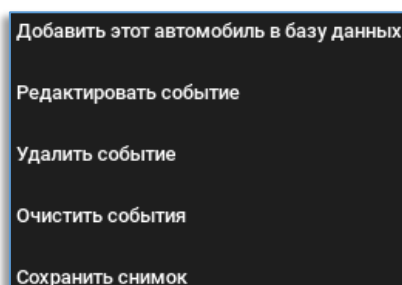 Добавить этот автомобиль в базу данных
Редактировать событие
Удалить событие
Очистить события
Сохранить снимок